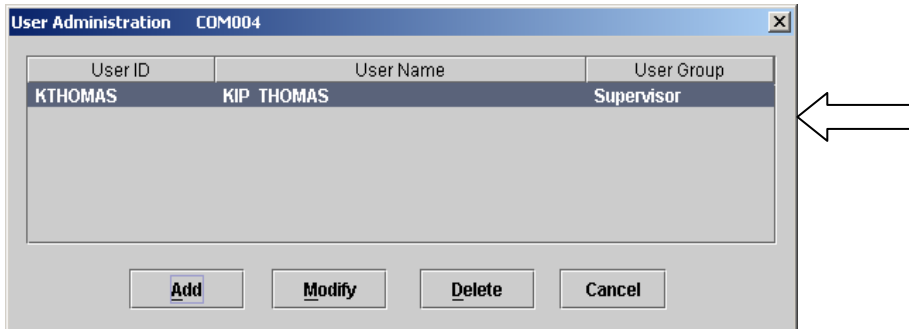 User Administration COM004
User ID User Name User Group
KTHOMAS KIP THOMAS Supervisor
Add Modify Delete Cancel